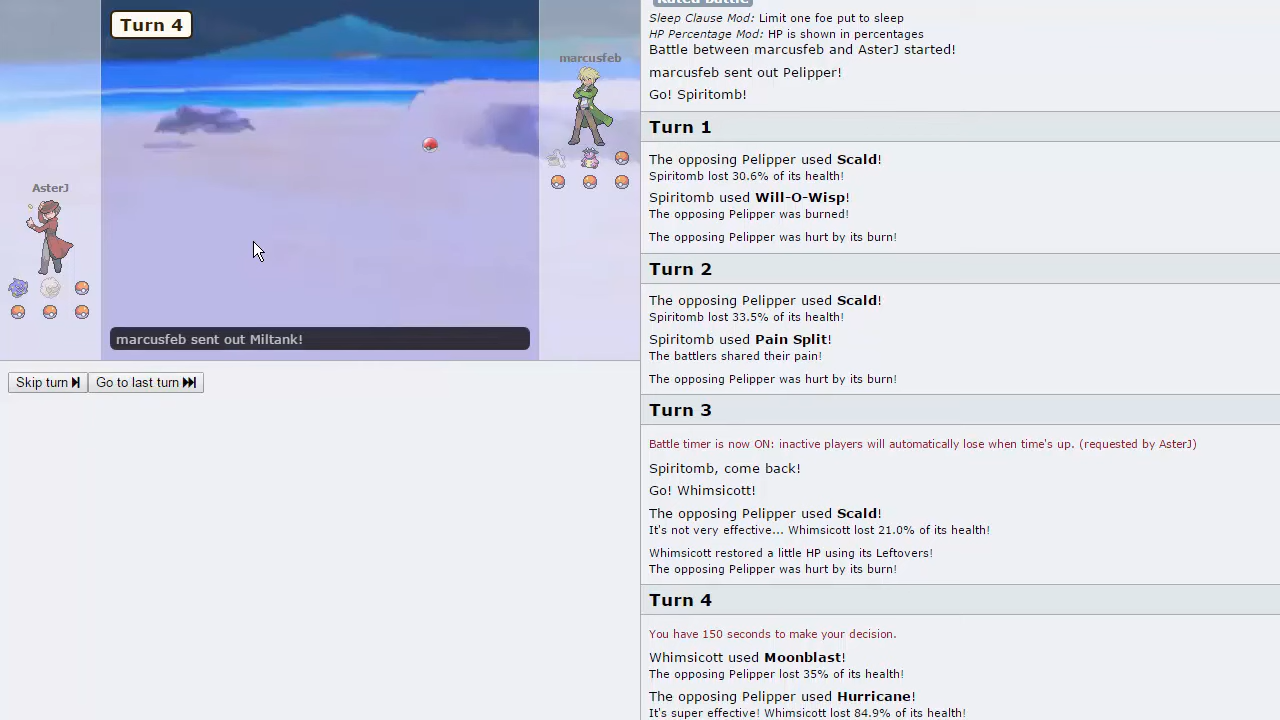 Turn 4
marcusfeb
AsterJ
marcusfeb sent out Miltank!
Skip turn
Go to last turn
Rated battle
Sleep Clause Mod: Limit one foe put to sleep
HP Percentage Mod: HP is shown in percentages
Battle between marcusfeb and AsterJ started!
marcusfeb sent out Pelipper!
Go! Spiritomb!
Turn 1
The opposing Pelipper used Scald!
Spiritomb lost 30.6% of its health!
Spiritomb used Will-O-Wisp!
The opposing Pelipper was burned!
The opposing Pelipper was hurt by its burn!
Turn 2
The opposing Pelipper used Scald!
Spiritomb lost 33.5% of its health!
Spiritomb used Pain Split!
The battlers shared their pain!
The opposing Pelipper was hurt by its burn!
Turn 3
Battle timer is now ON: inactive players will automatically lose when time's up. (requested by AsterJ)
Spiritomb, come back!
Go! Whimsicott!
The opposing Pelipper used Scald!
It's not very effective... Whimsicott lost 21.0% of its health!
Whimsicott restored a little HP using its Leftovers!
The opposing Pelipper was hurt by its burn!
Turn 4
You have 150 seconds to make your decision.
Whimsicott used Moonblast!
The opposing Pelipper lost 35% of its health!
The opposing Pelipper used Hurricane!
It's super effective! Whimsicott lost 84.9% of its health!